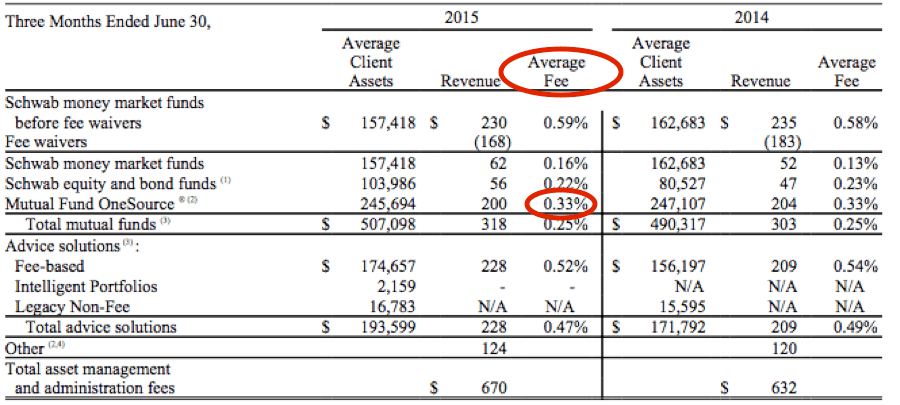 Three Months Ended June 30, 2015 2014
Average Average
Client Average Client Average
Assets Revenue Fee Assets Revenue Fee
Schwab money market funds
before fee waivers $ 157,418 $ 230 0.59% $ 162,683 $ 235 0.58%
Fee waivers (168) (183)
Schwab money market funds 157,418 62 0.16% 162,683 52 0.13%
Schwab equity and bond funds (1) 103,986 56 0.22% 80,527 47 0.23%
Mutual Fund OneSource ® (2) 245,694 200 0.33% 247,107 204 0.33%
Total mutual funds (3) $ 507,098 318 0.25% $ 490,317 303 0.25%
Advice solutions (3) :
Fee-based $ 174,657 228 0.52% $ 156,197 209 0.54%
Intelligent Portfolios 2,159 - - N/A N/A N/A
Legacy Non-Fee 16,783 N/A N/A 15,595 N/A N/A
Total advice solutions $ 193,599 228 0.47% $ 171,792 209 0.49%
Other (2,4) 124 120
Total asset management
and administration fees $ 670 $ 632